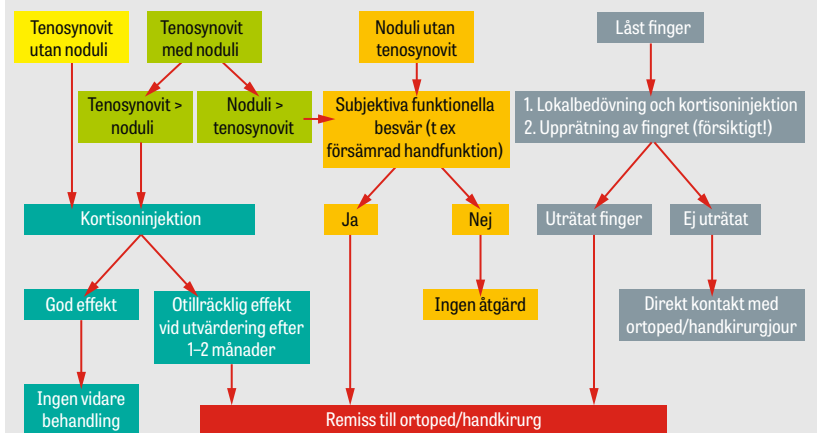 Tenosynovit
utan noduli
Tenosynovit
med noduli
Noduli utan
tenosynovit
Låst finger
Tenosynovit >
noduli
Noduli >
tenosynovit
Subjektiva funktionella
besvär (t ex
försämrad handfunktion)
1. Lokalbedövning och kortisoninjektion
2. Upprätning av fingret (försiktigt!)
Kortisoninjektion
Ja
Nej
Uträtat finger
Ej uträtat
God effekt
Otillräcklig effekt
vid utvärdering efter
1–2 månader
Ingen åtgärd
Direkt kontakt med
ortoped/handkirurgjour
Ingen vidare
behandling
Remiss till ortoped/handkirurg